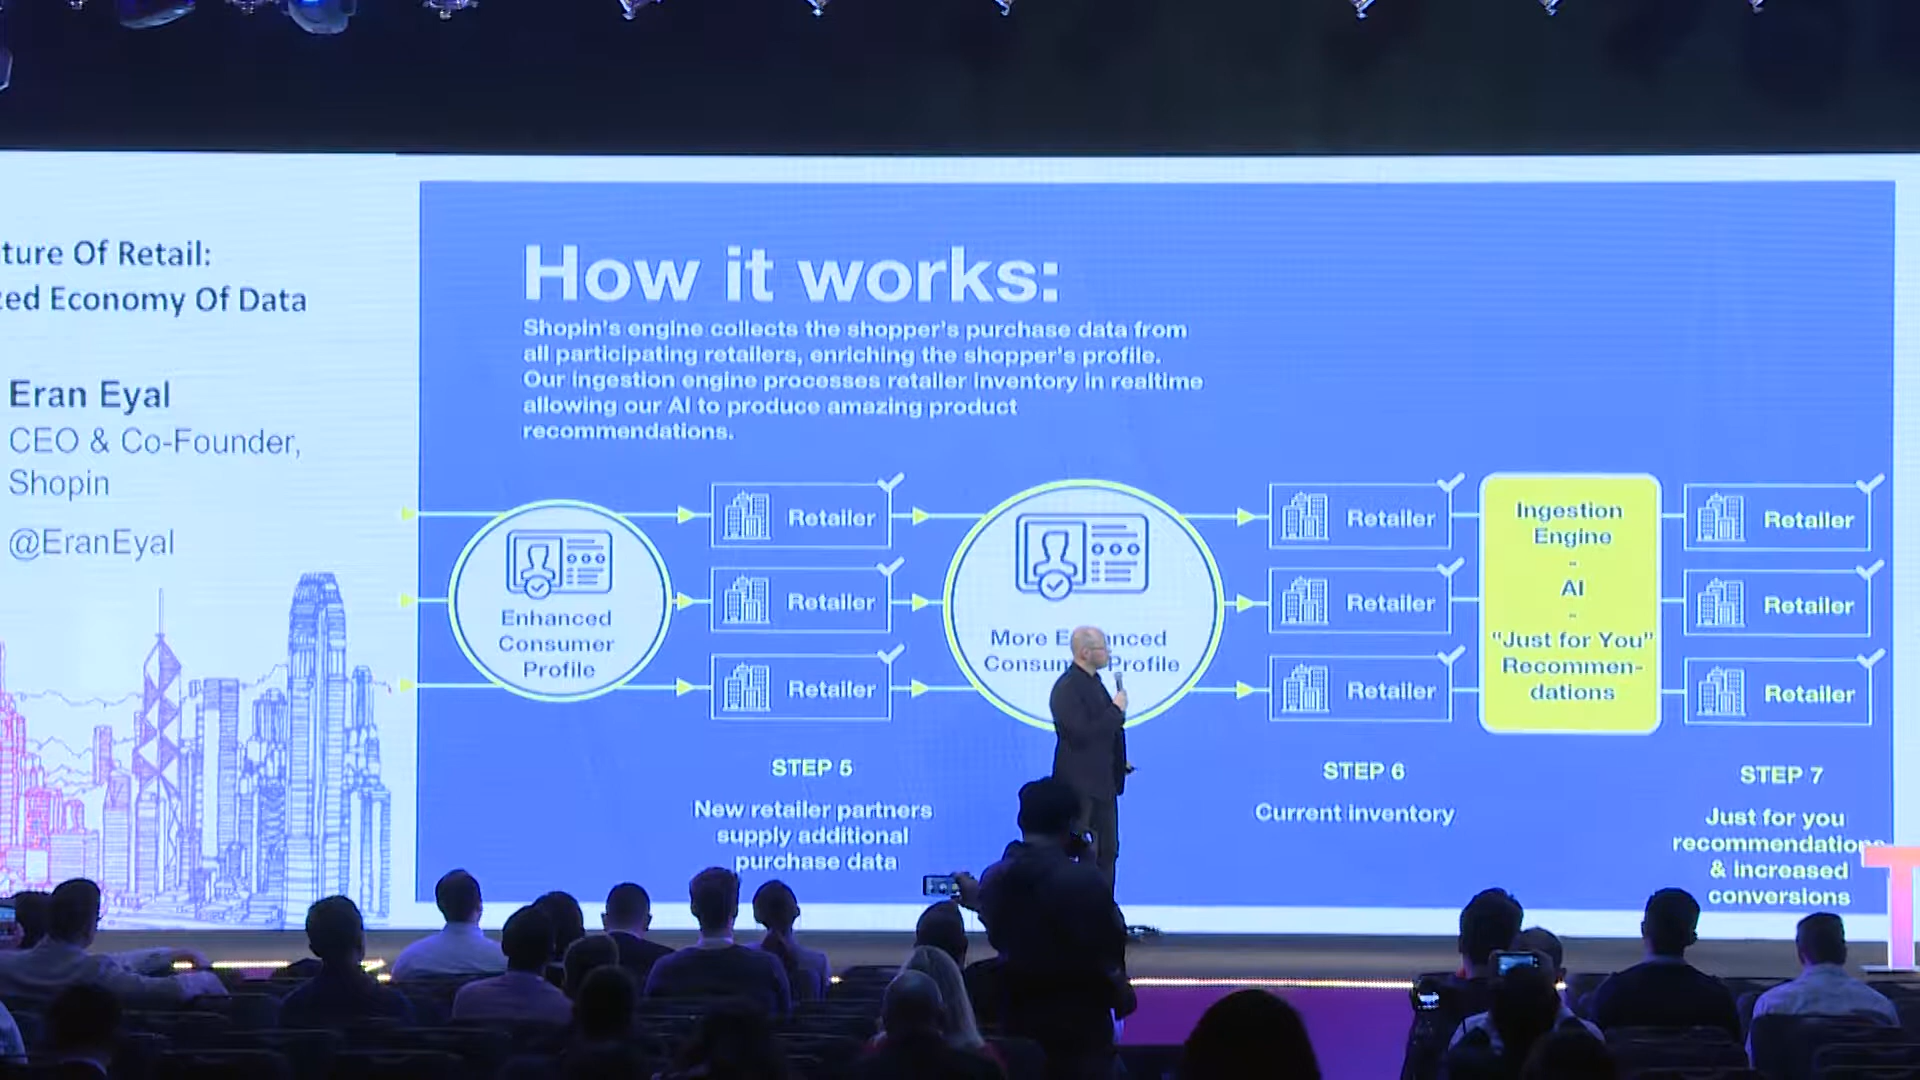 ture Of Retail:
ed Economy Of Data
Eran Eyal
CEO & Co-Founder,
Shopin
@EranEyal
How it works:
Shopin's engine collects the shopper's purchase data from
all participating retailers, enriching the shopper's profile.
Our ingestion engine processes retailer inventory in realtime
allowing our AI to produce amazing product
recommendations.
Enhanced
Consumer
Profile
Retailer
Retailer
Retailer
More Enhanced
Consumer Profile
Retailer
Retailer
Retailer
Ingestion
Engine
-
AI
-
"Just for You"
Recommen-
dations
Retailer
Retailer
Retailer
STEP 5
New retailer partners
supply additional
purchase data
STEP 6
Current inventory
STEP 7
Just for you
recommendations
& increased
conversions
T